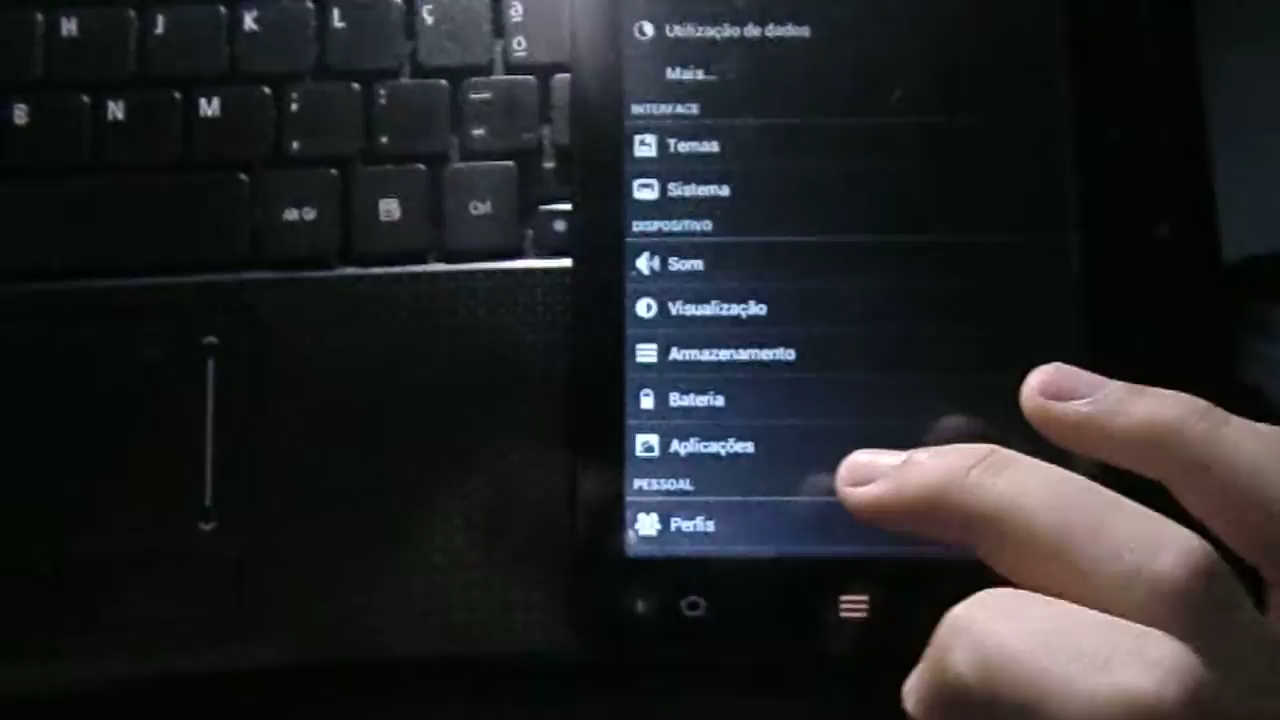 H J K L Ç ª
º
B N M ; :
, .
Alt Gr Ctrl
Utilização de dados
Mais...
INTERFACE
Temas
Sistema
DISPOSITIVO
Som
Visualização
Armazenamento
Bateria
Aplicações
PESSOAL
Perfis